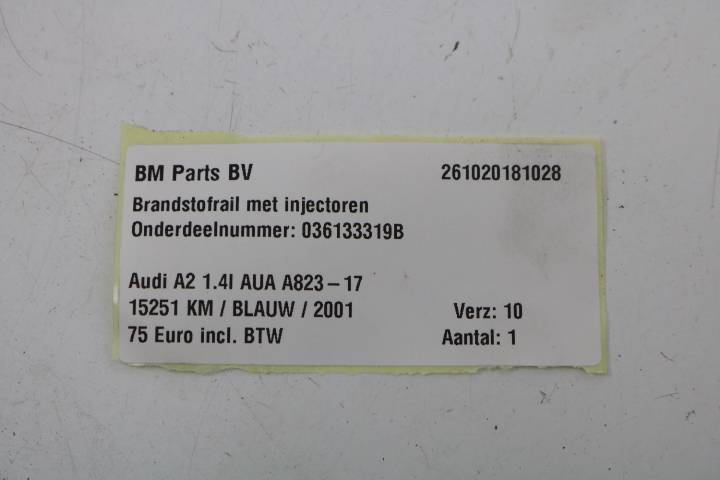 BM Parts BV 261020181028
Brandstofrail met injectoren
Onderdeelnummer: 036133319B
Audi A2 1.4I AUA A823 – 17
15251 KM / BLAUW / 2001 Verz: 10
75 Euro incl. BTW Aantal: 1